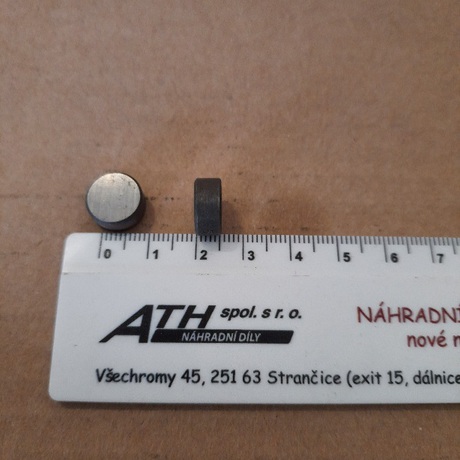 0 1 2 3 4 5 6 7
ATH spol. s r. o.
NÁHRADNÍ DÍLY
NÁHRADNÍ
nové
Všechromy 45, 251 63 Strančice (exit 15, dálnice